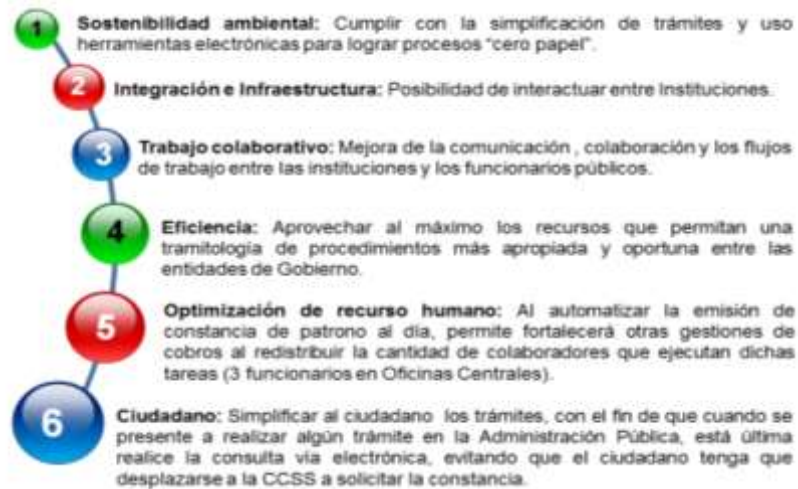 1 Sostenibilidad ambiental: Cumplir con la simplificación de trámites y uso
herramientas electrónicas para lograr procesos “cero papel”.
2 Integración e Infraestructura: Posibilidad de interactuar entre Instituciones.
3 Trabajo colaborativo: Mejora de la comunicación , colaboración y los flujos
de trabajo entre las instituciones y los funcionarios públicos.
4 Eficiencia: Aprovechar al máximo los recursos que permitan una
tramitología de procedimientos más apropiada y oportuna entre las
entidades de Gobierno.
5 Optimización de recurso humano: Al automatizar la emisión de
constancia de patrono al día, permite fortalecerá otras gestiones de
cobros al redistribuir la cantidad de colaboradores que ejecutan dichas
tareas (3 funcionarios en Oficinas Centrales).
6 Ciudadano: Simplificar al ciudadano los trámites, con el fin de que cuando se
presente a realizar algún trámite en la Administración Pública, está última
realice la consulta vía electrónica, evitando que el ciudadano tenga que
desplazarse a la CCSS a solicitar la constancia.